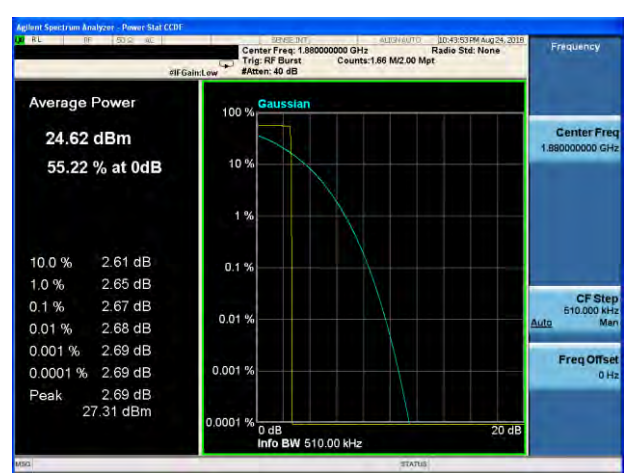 Agilent Spectrum Analyzer - Power Stat CCDF
RL RF 50 Ω AC SENSE:INT ALIGN AUTO 10:43:53 PM Aug 24, 2016
Center Freq: 1.880000000 GHz Radio Std: None
Trig: RF Burst Counts:1.66 M/2.00 Mpt
#IFGain:Low #Atten: 40 dB
Frequency
Average Power
24.62 dBm
55.22 % at 0dB
10.0 % 2.61 dB
1.0 % 2.65 dB
0.1 % 2.67 dB
0.01 % 2.68 dB
0.001 % 2.69 dB
0.0001 % 2.69 dB
Peak 2.69 dB
27.31 dBm
Gaussian
100 %
10 %
1 %
0.1 %
0.01 %
0.001 %
0.0001 %
0 dB 20 dB
Info BW 510.00 kHz
Center Freq
1.880000000 GHz
CF Step
510.000 kHz
Auto Man
Freq Offset
0 Hz
MSG STATUS